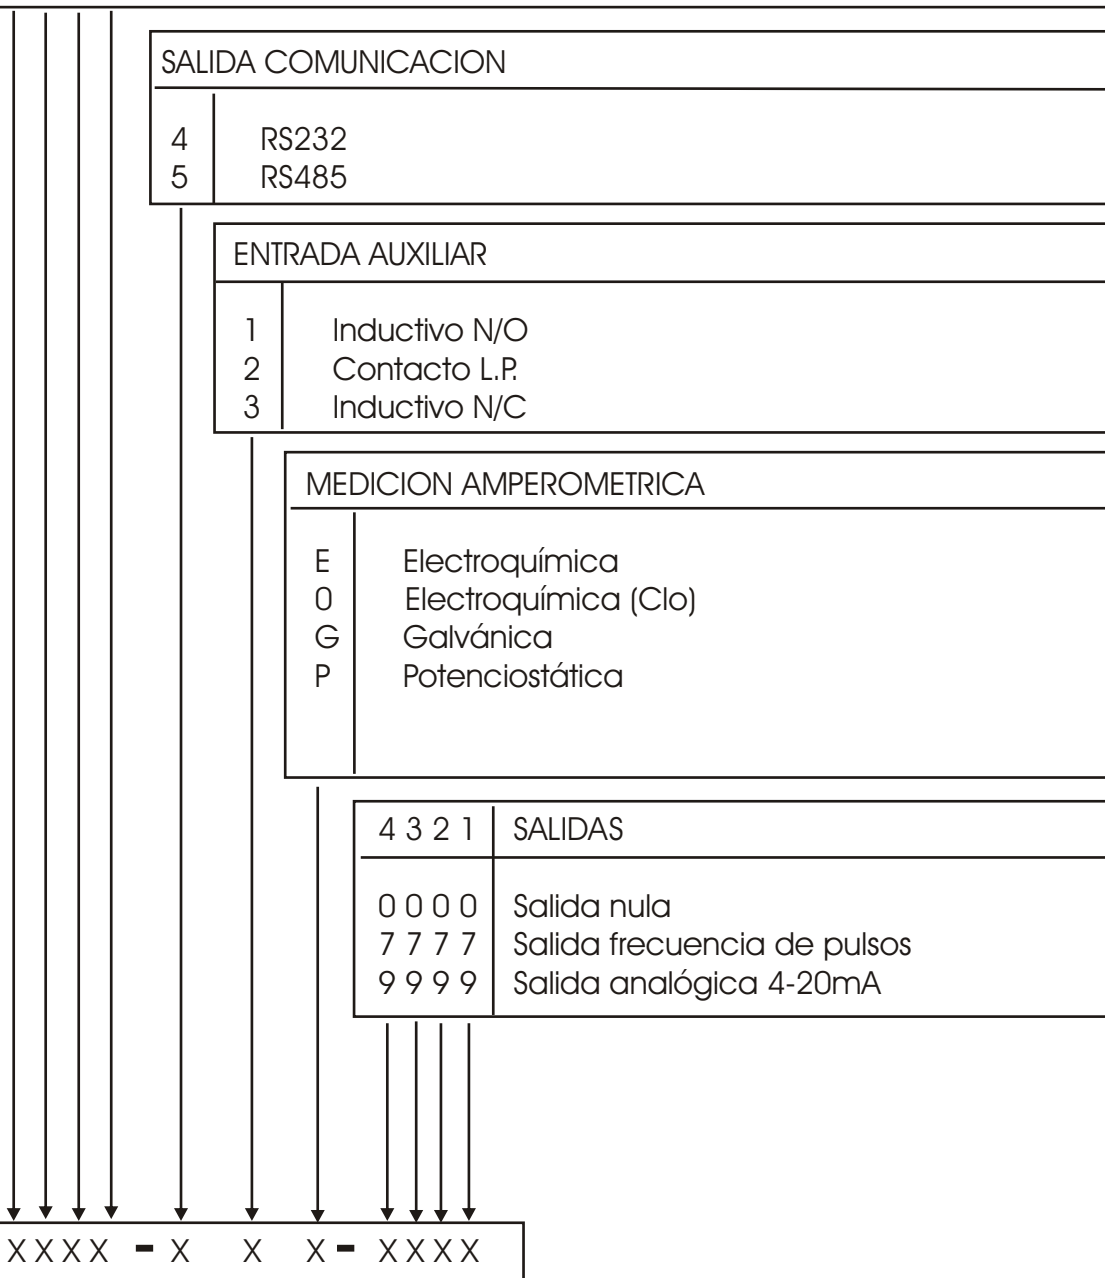 SALIDA COMUNICACION
4 RS232
5 RS485
ENTRADA AUXILIAR
1 Inductivo N/O
2 Contacto L.P.
3 Inductivo N/C
MEDICION AMPEROMETRICA
E Electroquímica
0 Electroquímica (Clo)
G Galvánica
P Potenciostática
4 3 2 1 SALIDAS
0 0 0 0 Salida nula
7 7 7 7 Salida frecuencia de pulsos
9 9 9 9 Salida analógica 4-20mA
X X X X - X X X - X X X X